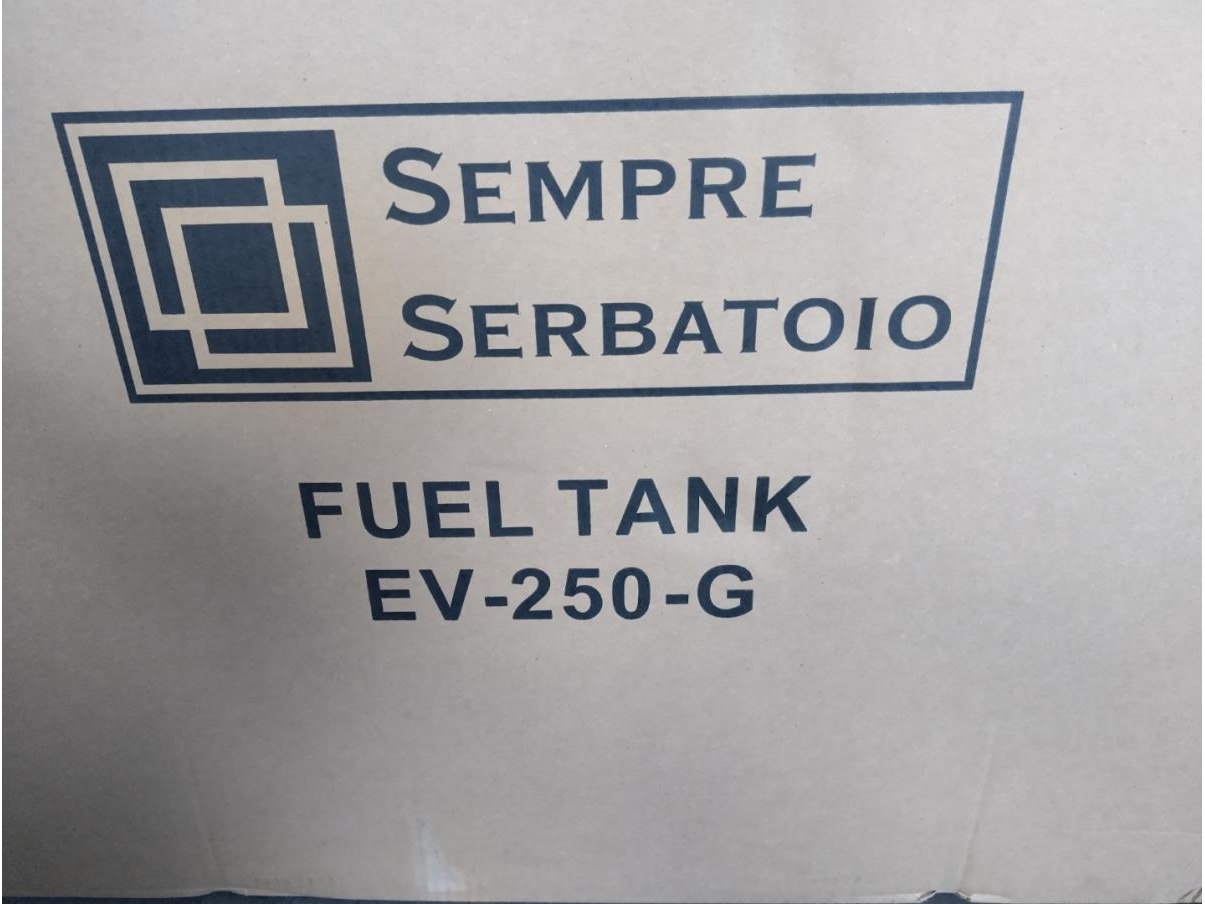 SEMPRE
SERBATOIO
FUEL TANK
EV-250-G